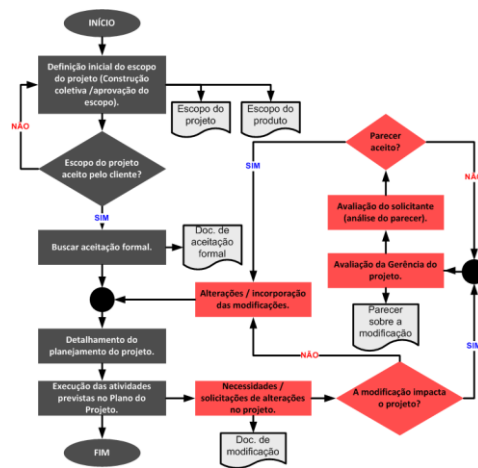 INÍCIO
Definição inicial do escopo
do projeto (Construção
coletiva /aprovação do
escopo).
Escopo do
projeto
Escopo do
produto
NÃO
Escopo do projeto
aceito pelo cliente?
SIM
Parecer
aceito?
SIM
NÃO
Avaliação do solicitante
(análise do parecer).
Buscar aceitação formal.
Doc. de
aceitação
formal
Avaliação da Gerência do
projeto.
Alterações / incorporação
das modificações.
Parecer
sobre a
modificação
Detalhamento do
planejamento do projeto.
NÃO
SIM
Execução das atividades
previstas no Plano do
Projeto.
Necessidades /
solicitações de alterações
no projeto.
A modificação impacta
o projeto?
Doc. de
modificação
FIM